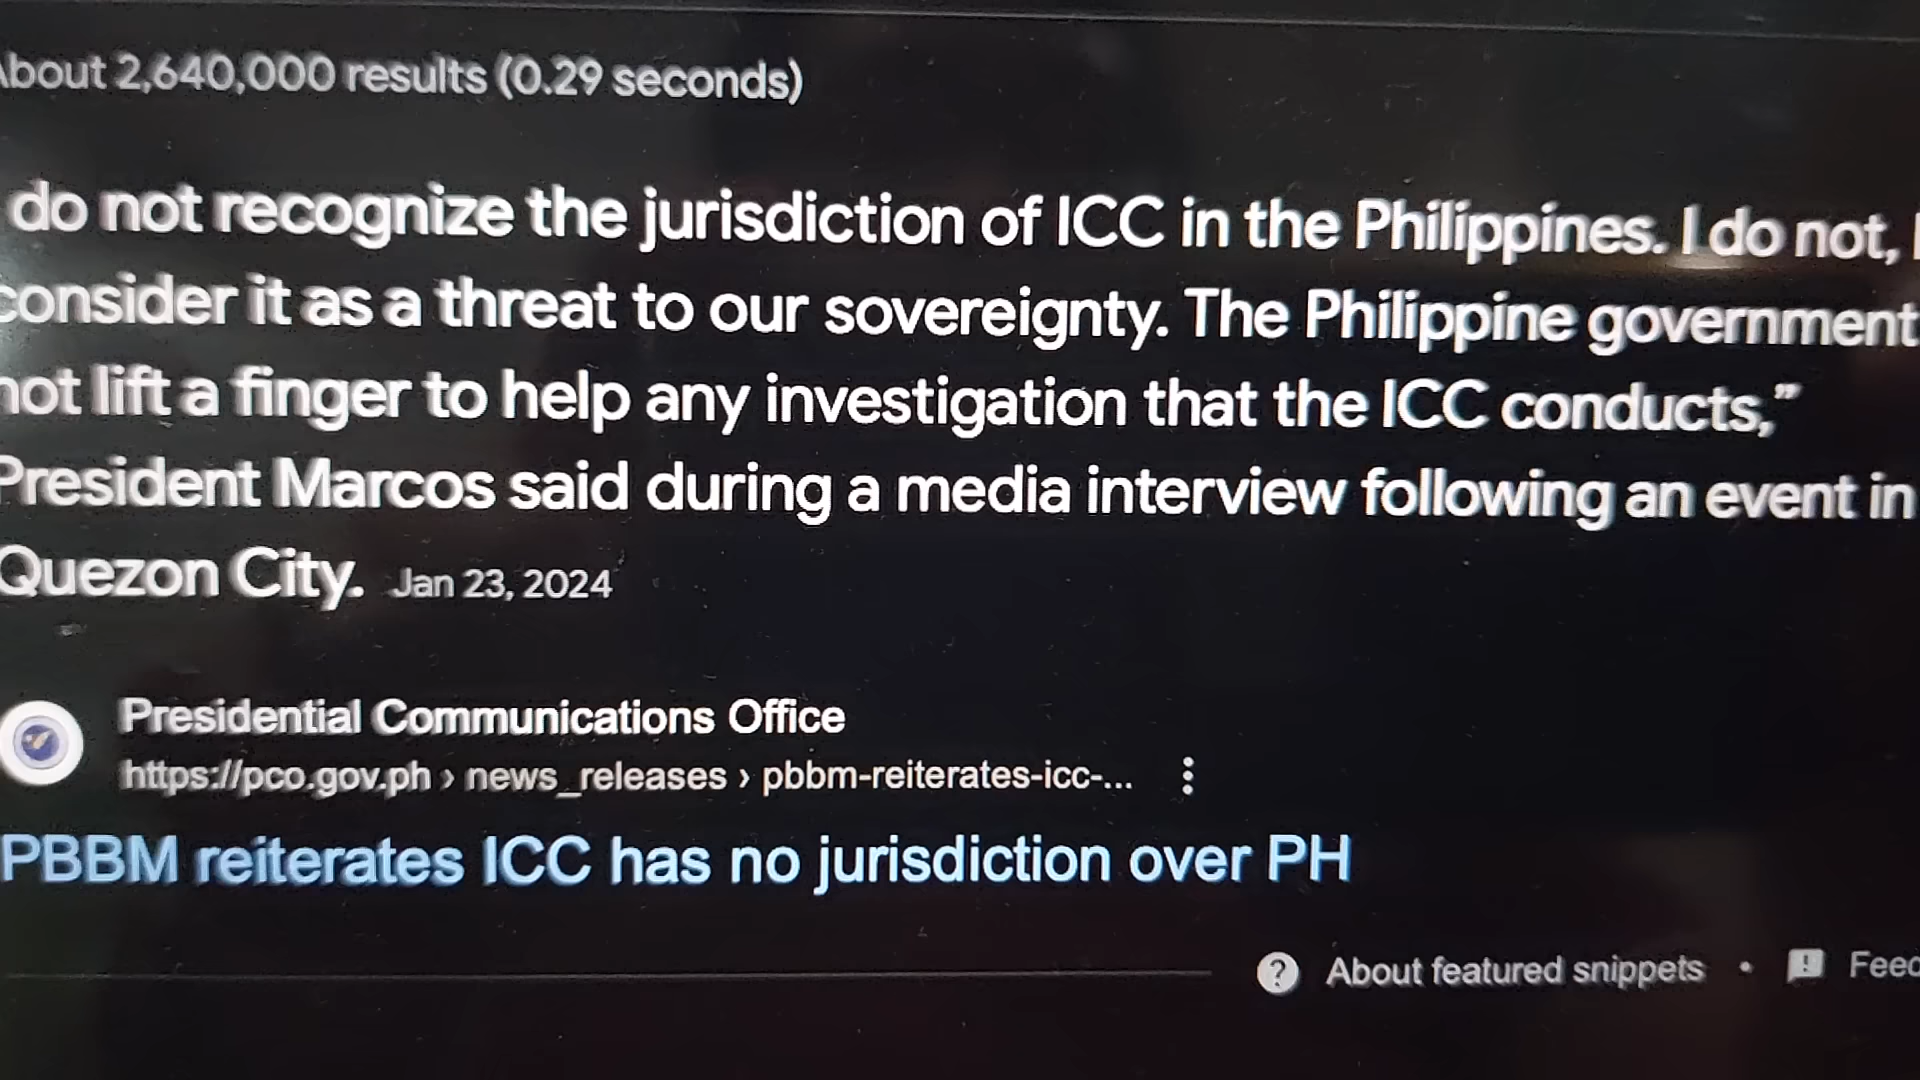 About 2,640,000 results (0.29 seconds)
do not recognize the jurisdiction of ICC in the Philippines. I do not, I
consider it as a threat to our sovereignty. The Philippine government
not lift a finger to help any investigation that the ICC conducts,”
President Marcos said during a media interview following an event in
Quezon City. Jan 23, 2024
Presidential Communications Office
https://pco.gov.ph › news_releases › pbbm-reiterates-icc-...
PBBM reiterates ICC has no jurisdiction over PH
About featured snippets • Feed